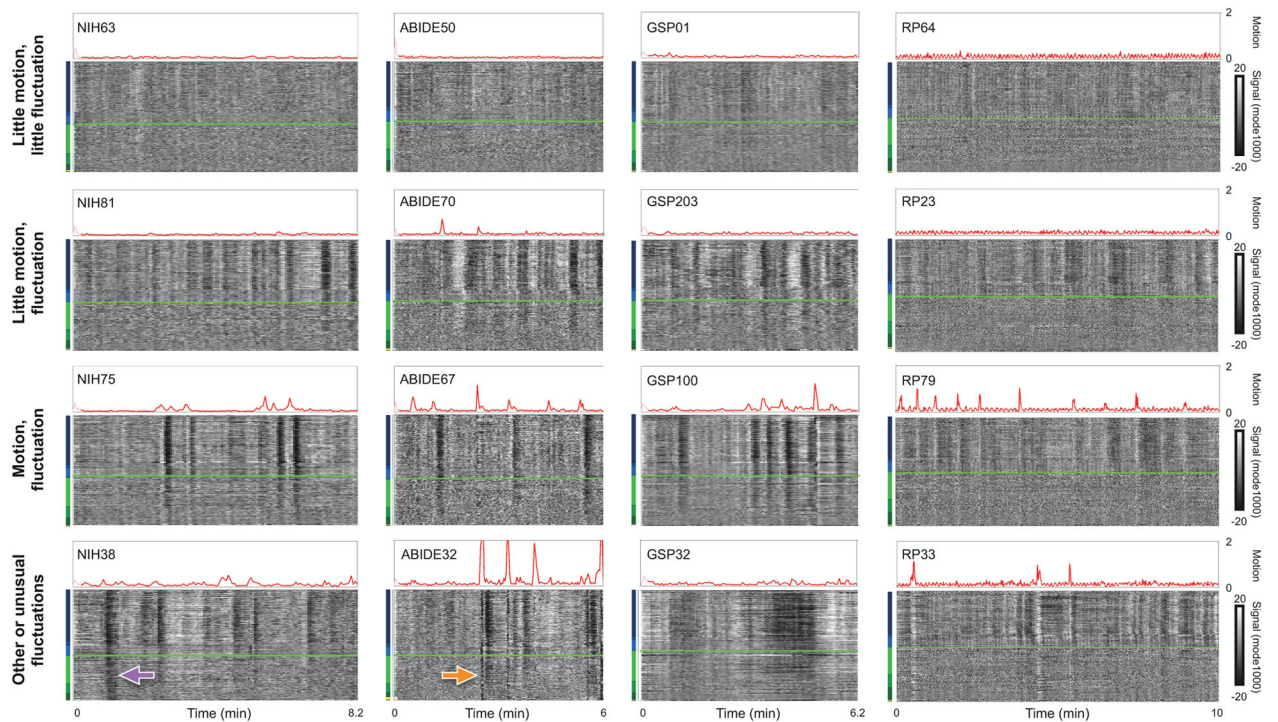 NIH63 ABIDE50 GSP01 RP64
2
Motion
0
20
Signal (mode1000)
-20
Little motion,
little fluctuation
NIH81 ABIDE70 GSP203 RP23
2
Motion
0
20
Signal (mode1000)
-20
Little motion,
fluctuation
NIH75 ABIDE67 GSP100 RP79
2
Motion
0
20
Signal (mode1000)
-20
Motion,
fluctuation
NIH38 ABIDE32 GSP32 RP33
2
Motion
0
20
Signal (mode1000)
-20
Other or unusual
fluctuations
0 Time (min) 8.2 0 Time (min) 6 0 Time (min) 6.2 0 Time (min) 10